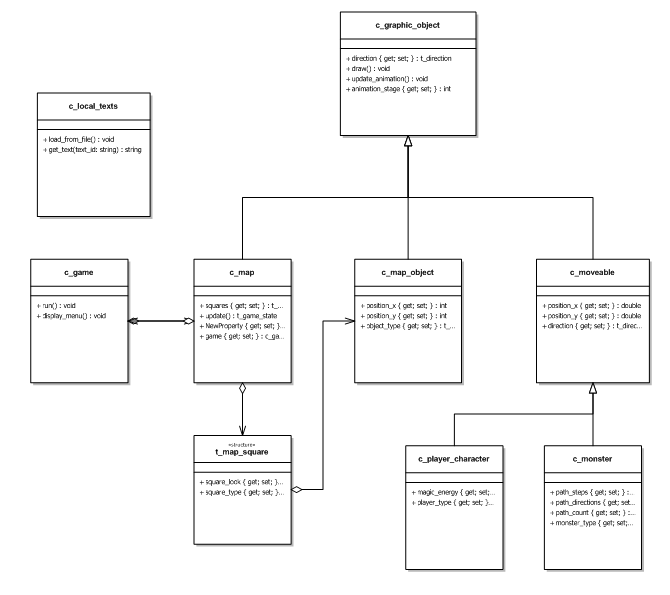 c_graphic_object
+ direction { get; set; } : t_direction
+ draw() : void
+ update_animation() : void
+ animation_stage { get; set; } : int
c_local_texts
+ load_from_file() : void
+ get_text(text_id: string) : string
c_game
+ run() : void
+ display_menu() : void
c_map
+ squares { get; set; } : t_...
+ update() : t_game_state
+ NewProperty { get; set; }...
+ game { get; set; } : c_ga...
c_map_object
+ position_x { get; set; } : int
+ position_y { get; set; } : int
+ object_type { get; set; } : t_...
c_moveable
+ position_x { get; set; } : double
+ position_y { get; set; } : double
+ direction { get; set; } : t_direc...
«structure»
t_map_square
+ square_look { get; set; }...
+ square_type { get; set; }...
c_player_character
+ magic_energy { get; set;...
+ player_type { get; set; }...
c_monster
+ path_steps { get; set; } :...
+ path_directions { get; set...
+ path_count { get; set; } :...
+ monster_type { get; set;...